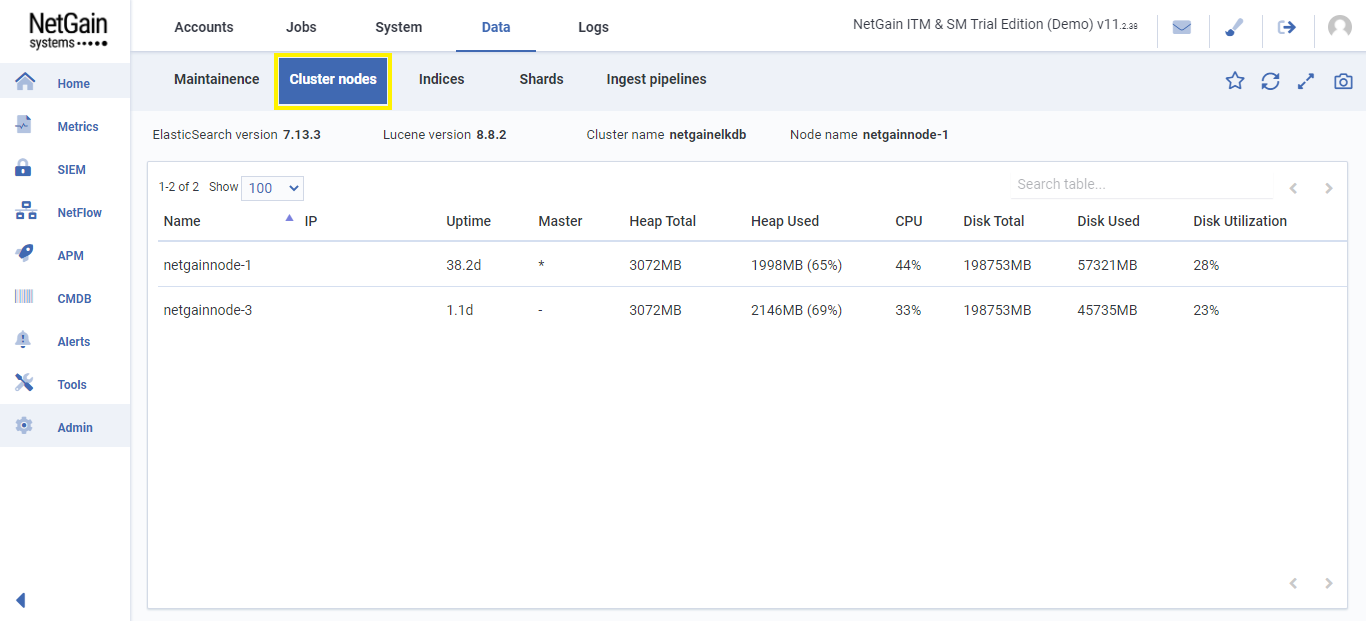 NetGain
systems
Accounts Jobs System Data Logs
NetGain ITM & SM Trial Edition (Demo) v11.2.38
Home
Metrics
SIEM
NetFlow
APM
CMDB
Alerts
Tools
Admin
Maintainence Cluster nodes Indices Shards Ingest pipelines
ElasticSearch version 7.13.3 Lucene version 8.8.2 Cluster name netgainelkdb Node name netgainnode-1
1-2 of 2 Show 100 Search table...
Name IP Uptime Master Heap Total Heap Used CPU Disk Total Disk Used Disk Utilization
netgainnode-1 38.2d * 3072MB 1998MB (65%) 44% 198753MB 57321MB 28%
netgainnode-3 1.1d - 3072MB 2146MB (69%) 33% 198753MB 45735MB 23%